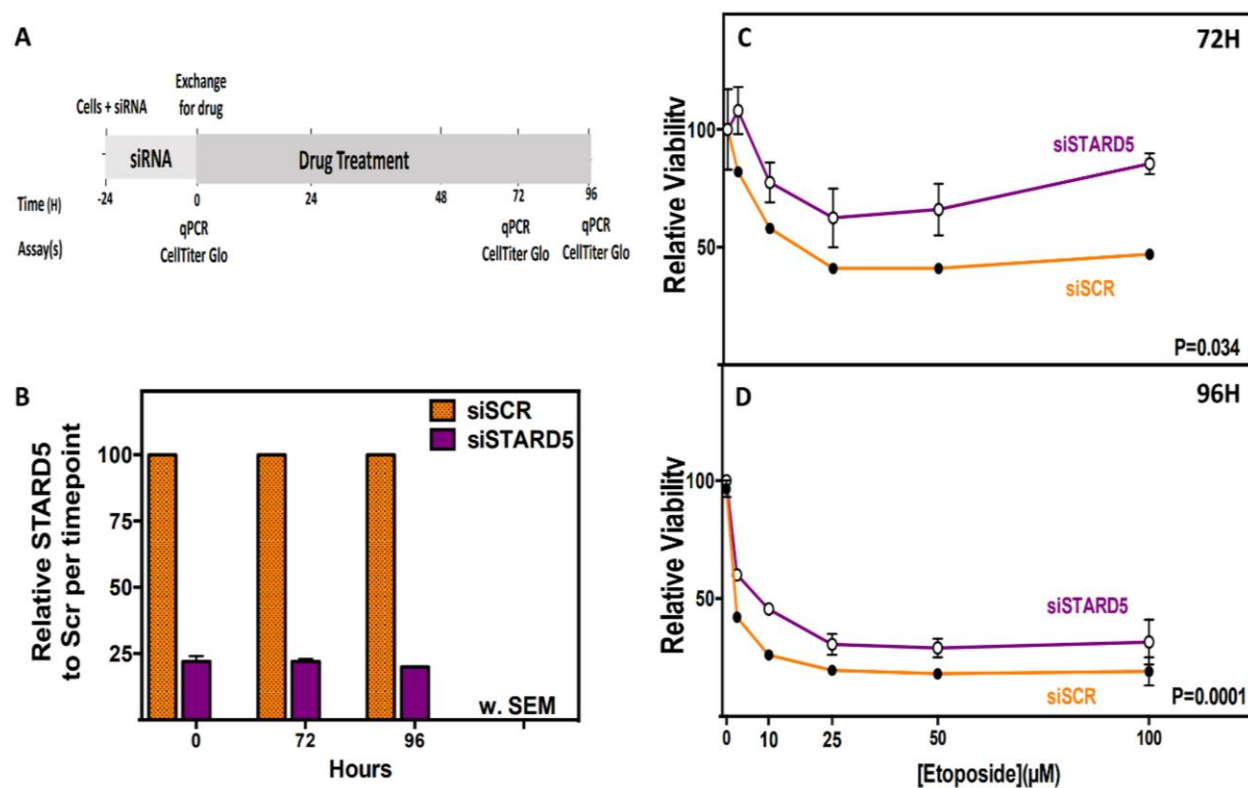 A
Cells + siRNA
Exchange
for drug
siRNA
Drug Treatment
Time (H)
-24
0
24
48
72
96
Assay(s)
qPCR
CellTiter Glo
qPCR
CellTiter Glo
qPCR
CellTiter Glo
B
Relative STARD5
to Scr per timepoint
100
75
50
25
siSCR
siSTARD5
w. SEM
0
72
96
Hours
C
72H
Relative Viability
100
50
siSTARD5
siSCR
P=0.034
D
96H
Relative Viability
100
50
siSTARD5
siSCR
P=0.0001
0
10
25
50
100
[Etoposide](µM)